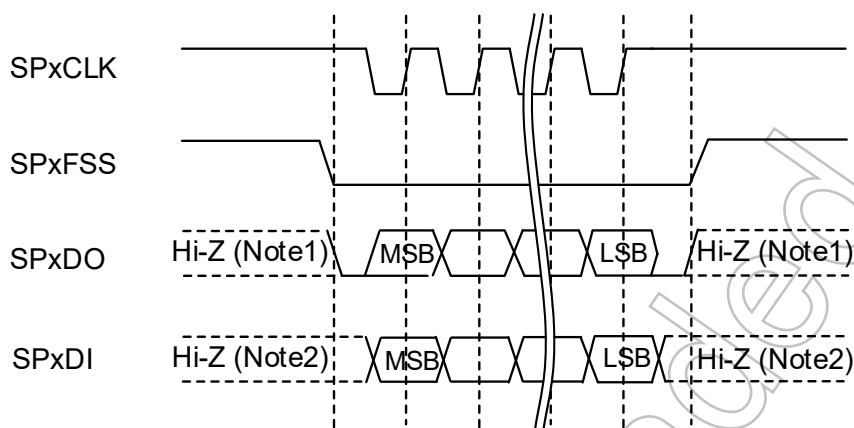 SPxCLK
SPxFSS
SPxDO Hi-Z (Note1) MSB LSB Hi-Z (Note1)
SPxDI Hi-Z (Note2) MSB LSB Hi-Z (Note2)